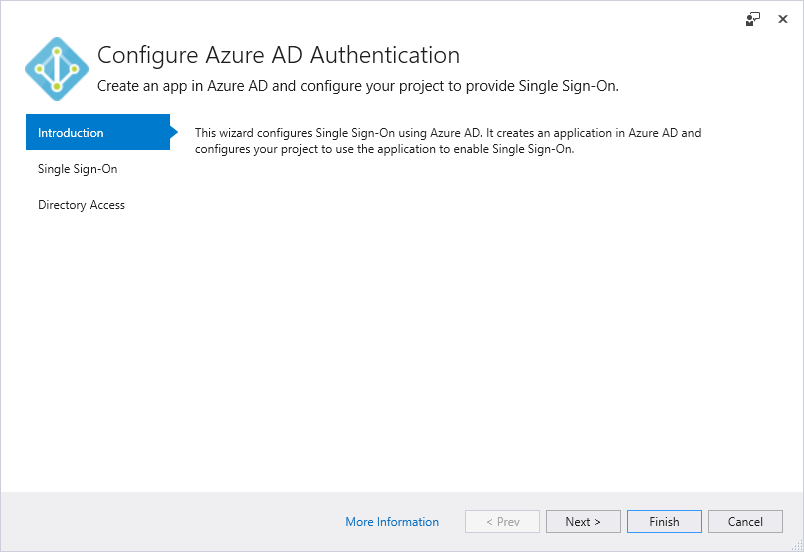 Configure Azure AD Authentication
Create an app in Azure AD and configure your project to provide Single Sign-On.
Introduction
This wizard configures Single Sign-On using Azure AD. It creates an application in Azure AD and
configures your project to use the application to enable Single Sign-On.
Single Sign-On
Directory Access
More Information
< Prev
Next >
Finish
Cancel